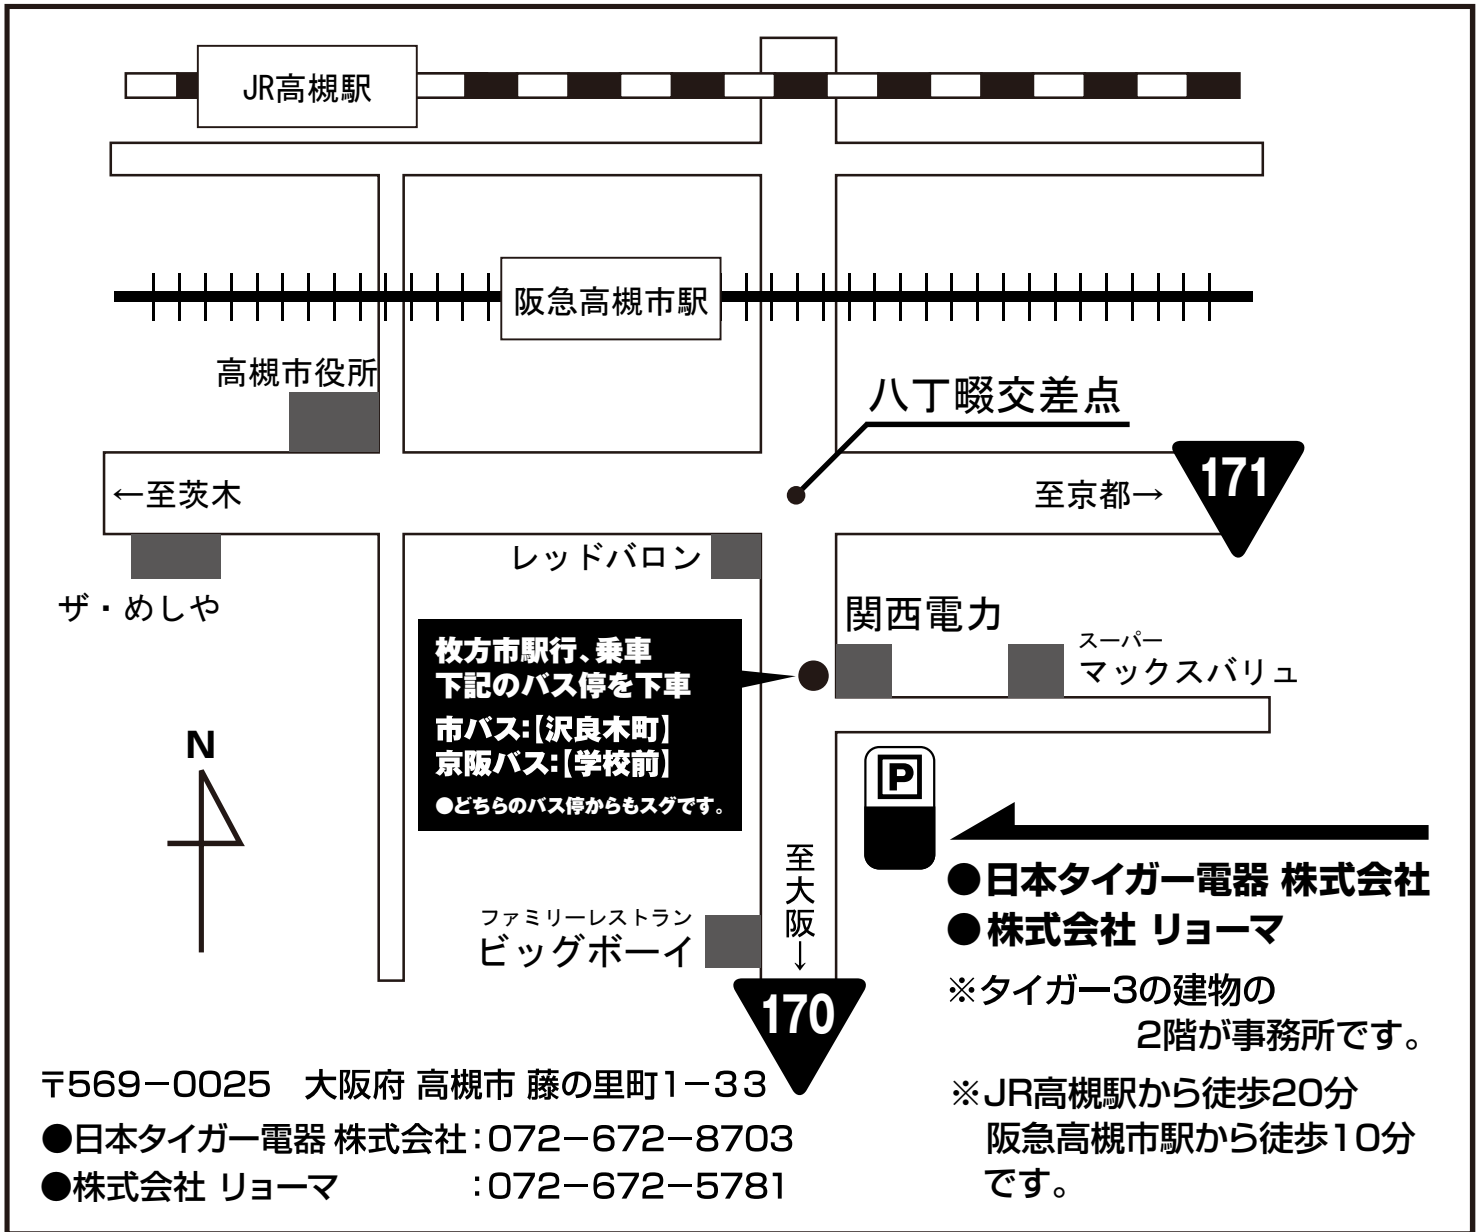 JR高槻駅
阪急高槻市駅
高槻市役所
八丁畷交差点
171
←至茨木
至京都→
レッドバロン
ザ・めしや
関西電力
スーパー
マックスバリュ
枚方市駅行、乗車
下記のバス停を下車
市バス:【沢良木町】
京阪バス:【学校前】
●どちらのバス停からもスグです。
N
P
至大阪↓
ファミリーレストラン
ビッグボーイ
170
●日本タイガー電器 株式会社
●株式会社 リョーマ
※タイガー3の建物の
2階が事務所です。
※JR高槻駅から徒歩20分
阪急高槻市駅から徒歩10分
です。
〒569-0025 大阪府 高槻市 藤の里町1-33
●日本タイガー電器 株式会社:072-672-8703
●株式会社 リョーマ :072-672-5781